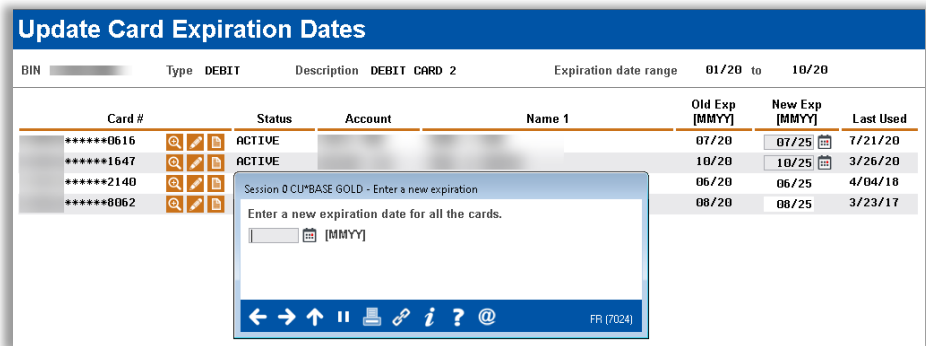 Update Card Expiration Dates
BIN Type DEBIT Description DEBIT CARD 2 Expiration date range 01/20 to 10/20
Card # Status Account Name 1 Old Exp [MMYY] New Exp [MMYY] Last Used
******0616 ACTIVE 07/20 07/25 7/21/20
******1647 ACTIVE 10/20 10/25 3/26/20
******2140 06/20 06/25 4/04/18
******8062 08/20 08/25 3/23/17
Session 0 CU*BASE GOLD - Enter a new expiration
Enter a new expiration date for all the cards.
[MMYY]
FR (7024)